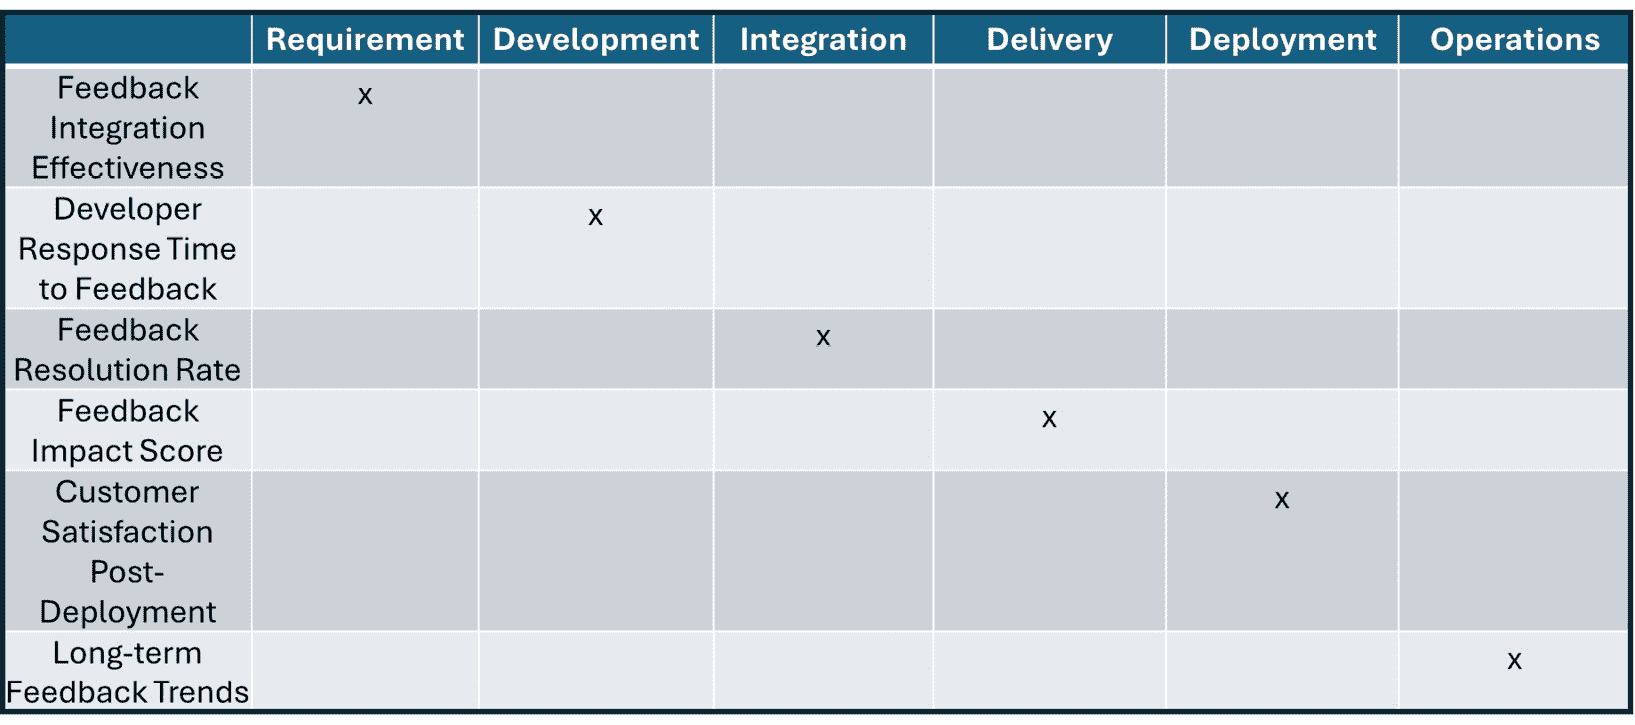 Requirement Development Integration Delivery Deployment Operations
Feedback
Integration
Effectiveness
x
Developer
Response Time
to Feedback
x
Feedback
Resolution Rate
x
Feedback
Impact Score
x
Customer
Satisfaction
Post-
Deployment
x
Long-term
Feedback Trends
x